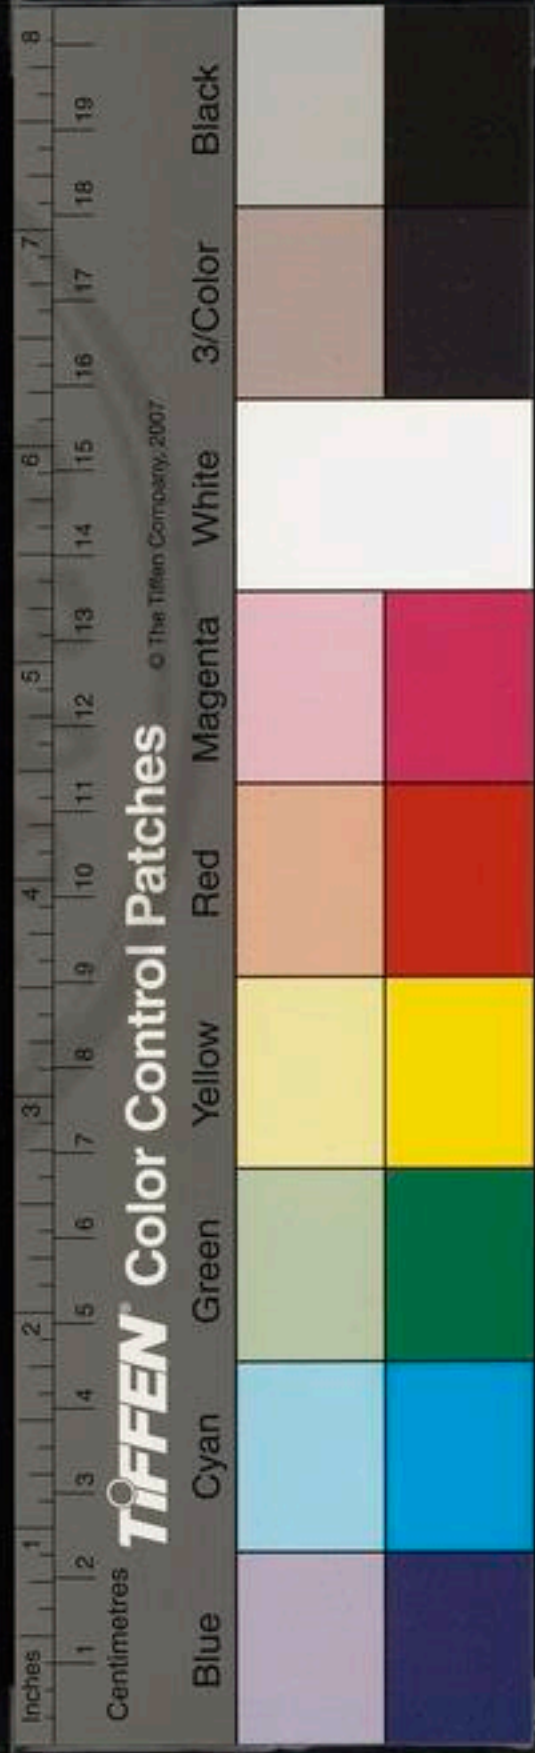 Inches 1 2 3 4 5 6 7 8
1 2 3 4 5 6 7 8 9 10 11 12 13 14 15 16 17 18 19
Centimetres
TIFFEN® Color Control Patches © The Tiffen Company, 2007
Blue Cyan Green Yellow Red Magenta White 3/Color Black